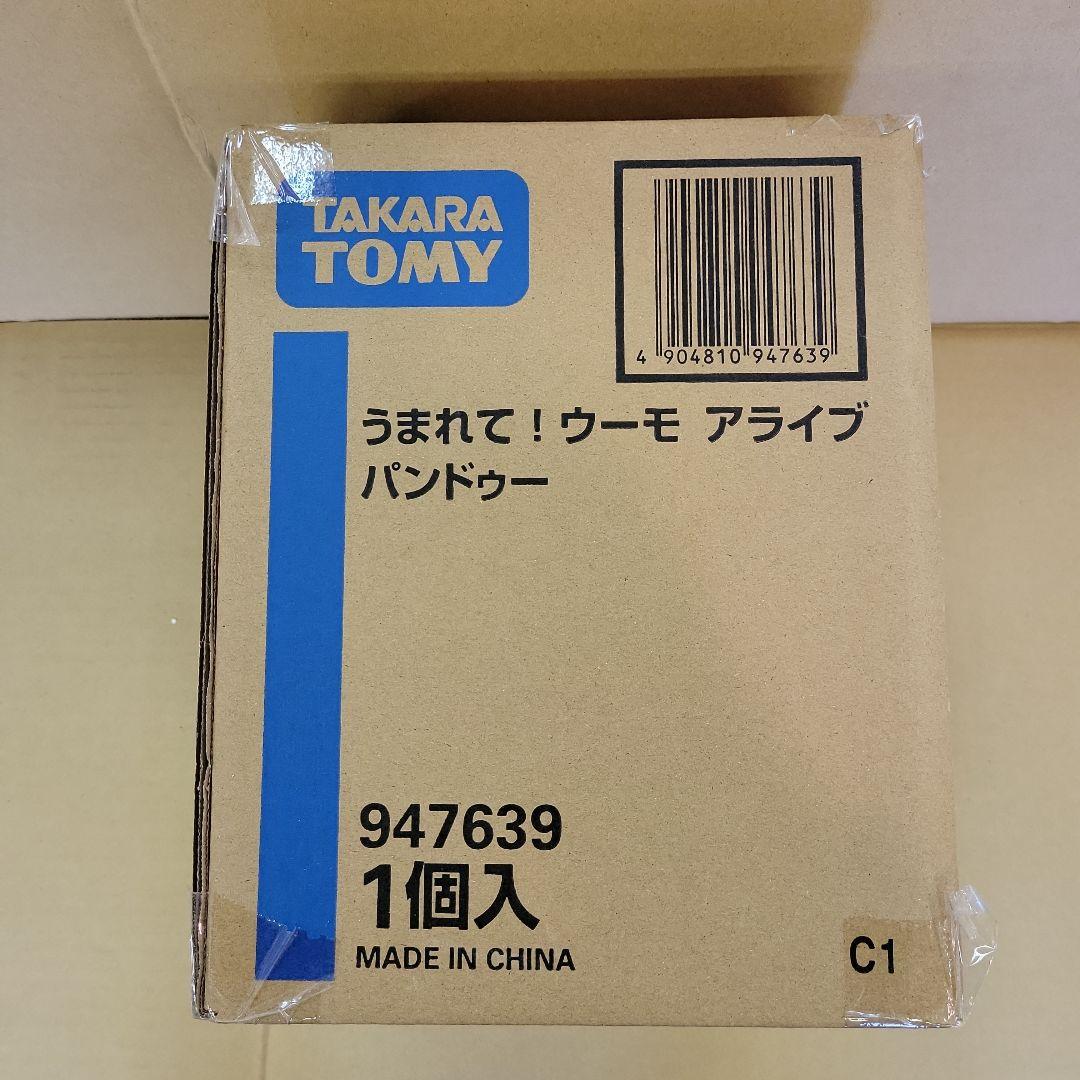 TAKARA
TOMY
4 904810 947639
うまれて！ウーモ アライブ
パンドゥー
947639
1個入
MADE IN CHINA
C1